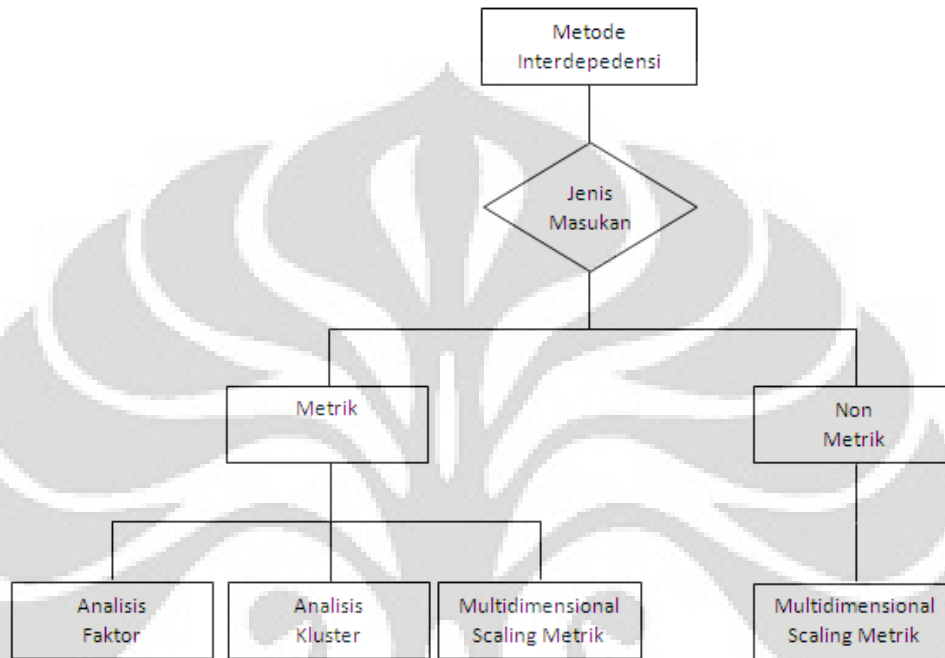 Metode
Interdepedensi
Jenis
Masukan
Metrik
Non
Metrik
Analisis
Faktor
Analisis
Kluster
Multidimensional
Scaling Metrik
Multidimensional
Scaling Metrik